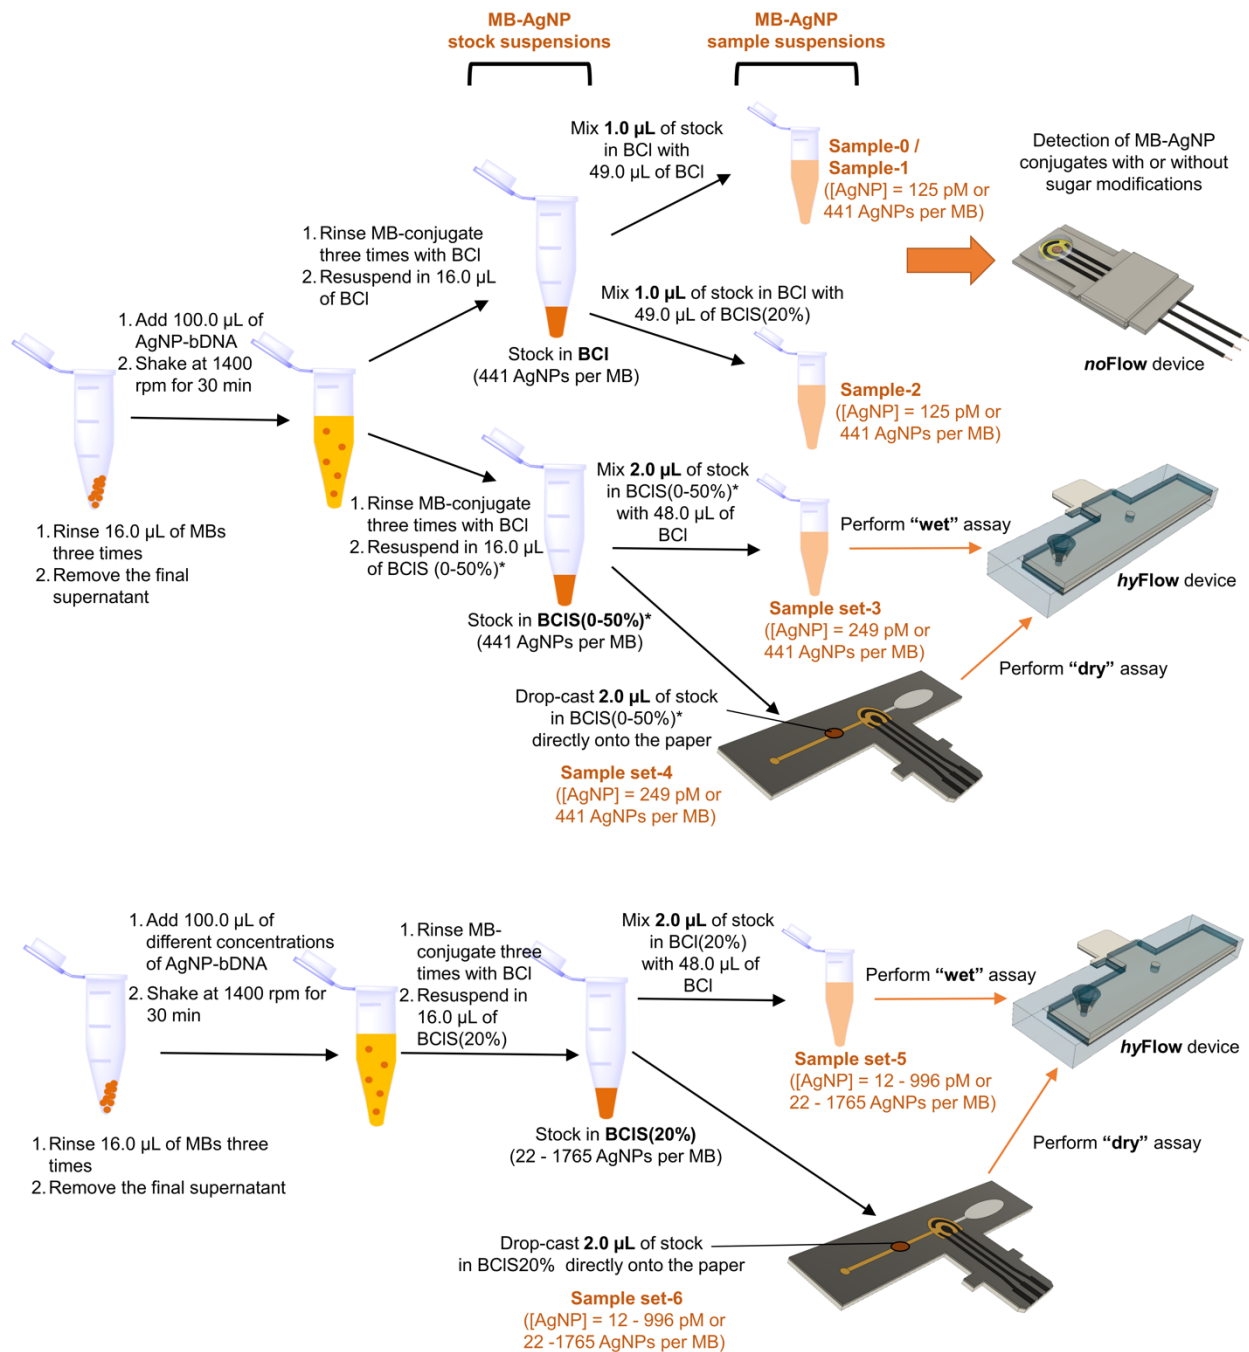 MB-AgNP
stock suspensions
MB-AgNP
sample suspensions
Mix 1.0 µL of stock
in BCl with
49.0 µL of BCl
Sample-0 /
Sample-1
([AgNP] = 125 pM or
441 AgNPs per MB)
Detection of MB-AgNP
conjugates with or without
sugar modifications
noFlow device
1. Rinse MB-conjugate
three times with BCl
2. Resuspend in 16.0 µL
of BCl
Mix 1.0 µL of stock in BCl with
49.0 µL of BCIS(20%)
1. Add 100.0 µL of
AgNP-bDNA
2. Shake at 1400
rpm for 30 min
Stock in BCl
(441 AgNPs per MB)
Sample-2
([AgNP] = 125 pM or
441 AgNPs per MB)
1. Rinse 16.0 µL of MBs
three times
2. Remove the final
supernatant
1. Rinse MB-conjugate
three times with BCl
2. Resuspend in 16.0 µL
of BCIS (0-50%)*
Mix 2.0 µL of stock
in BCIS(0-50%)*
with 48.0 µL of
BCl
Perform “wet” assay
hyFlow device
Stock in BCIS(0-50%)*
(441 AgNPs per MB)
Sample set-3
([AgNP] = 249 pM or
441 AgNPs per MB)
Perform “dry” assay
Drop-cast 2.0 µL of stock
in BCIS(0-50%)*
directly onto the paper
Sample set-4
([AgNP] = 249 pM or
441 AgNPs per MB)
1. Add 100.0 µL of
different concentrations
of AgNP-bDNA
2. Shake at 1400 rpm for
30 min
1. Rinse MB-
conjugate three
times with BCl
2. Resuspend in
16.0 µL of
BCIS(20%)
Mix 2.0 µL of stock
in BCl(20%)
with 48.0 µL of
BCl
Perform “wet” assay
hyFlow device
Sample set-5
([AgNP] = 12 - 996 pM or
22 - 1765 AgNPs per MB)
1. Rinse 16.0 µL of MBs three
times
2. Remove the final supernatant
Stock in BCIS(20%)
(22 - 1765 AgNPs per MB)
Perform “dry” assay
Drop-cast 2.0 µL of stock
in BCIS20% directly onto the paper
Sample set-6
([AgNP] = 12 - 996 pM or
22 -1765 AgNPs per MB)